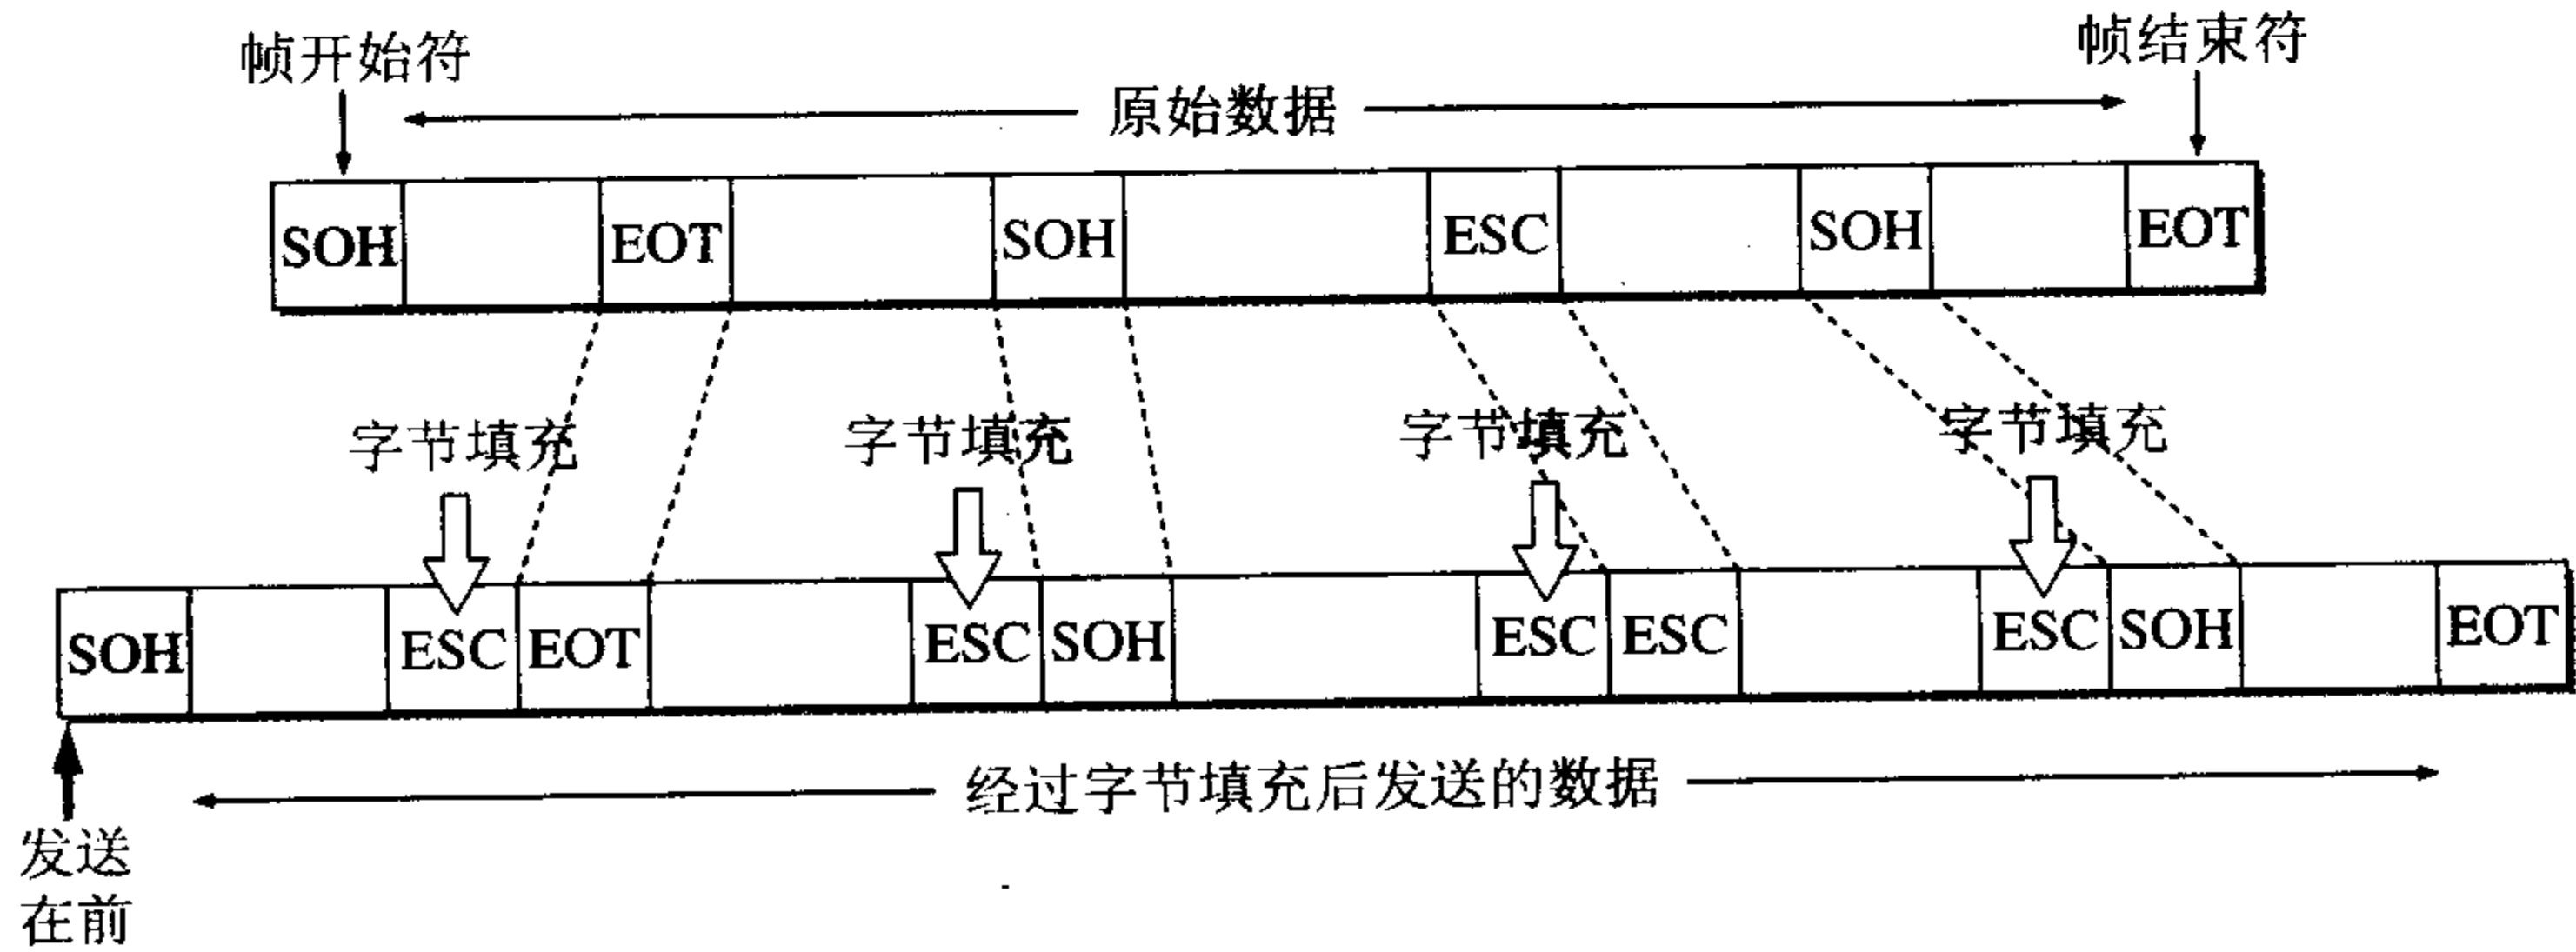 帧开始符
帧结束符
原始数据
SOH EOT SOH ESC SOH EOT
字节填充 字节填充 字节填充 字节填充
SOH ESC EOT ESC SOH ESC ESC ESC SOH EOT
经过字节填充后发送的数据
发送
在前